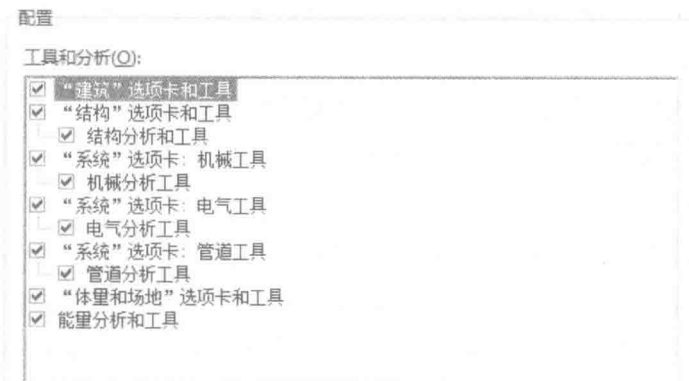 配置
工具和分析(O):
“建筑”选项卡和工具
“结构”选项卡和工具
结构分析和工具
“系统”选项卡：机械工具
机械分析工具
“系统”选项卡：电气工具
电气分析工具
“系统”选项卡：管道工具
管道分析工具
“体量和场地”选项卡和工具
能量分析和工具